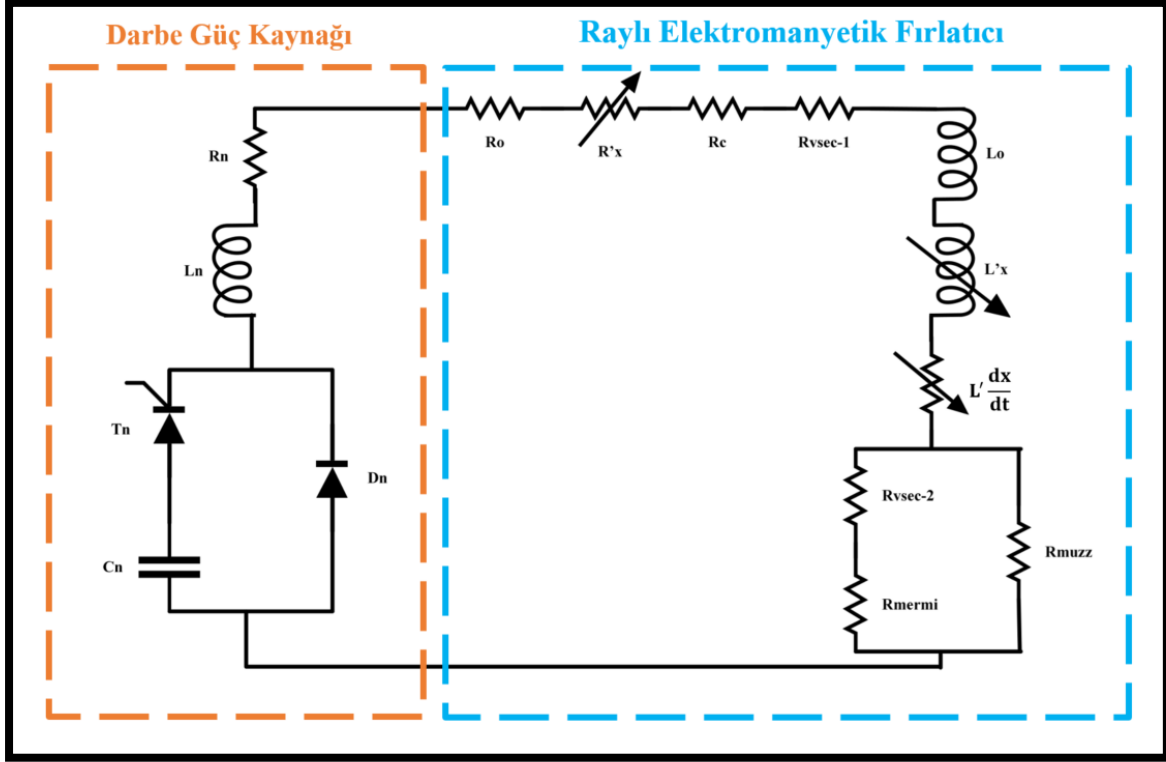 Darbe Güç Kaynağı
Raylı Elektromanyetik Fırlatıcı
Rn
Ln
Tn
Dn
Cn
Ro
R'x
Rc
Rvsec-1
Lo
L'x
L′ dx/dt
Rvsec-2
Rmuzz
Rmermi